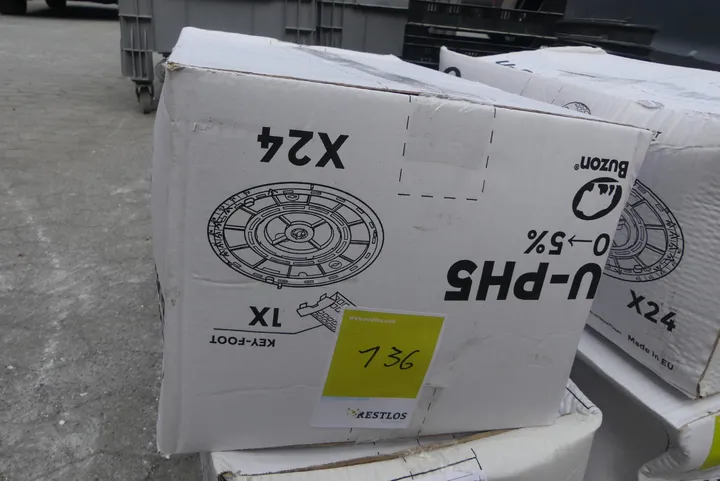 U-PH5
0→5%
Buzon®
X24
1X
KEY-FOOT
136
RESTLOS
X24
Made in EU